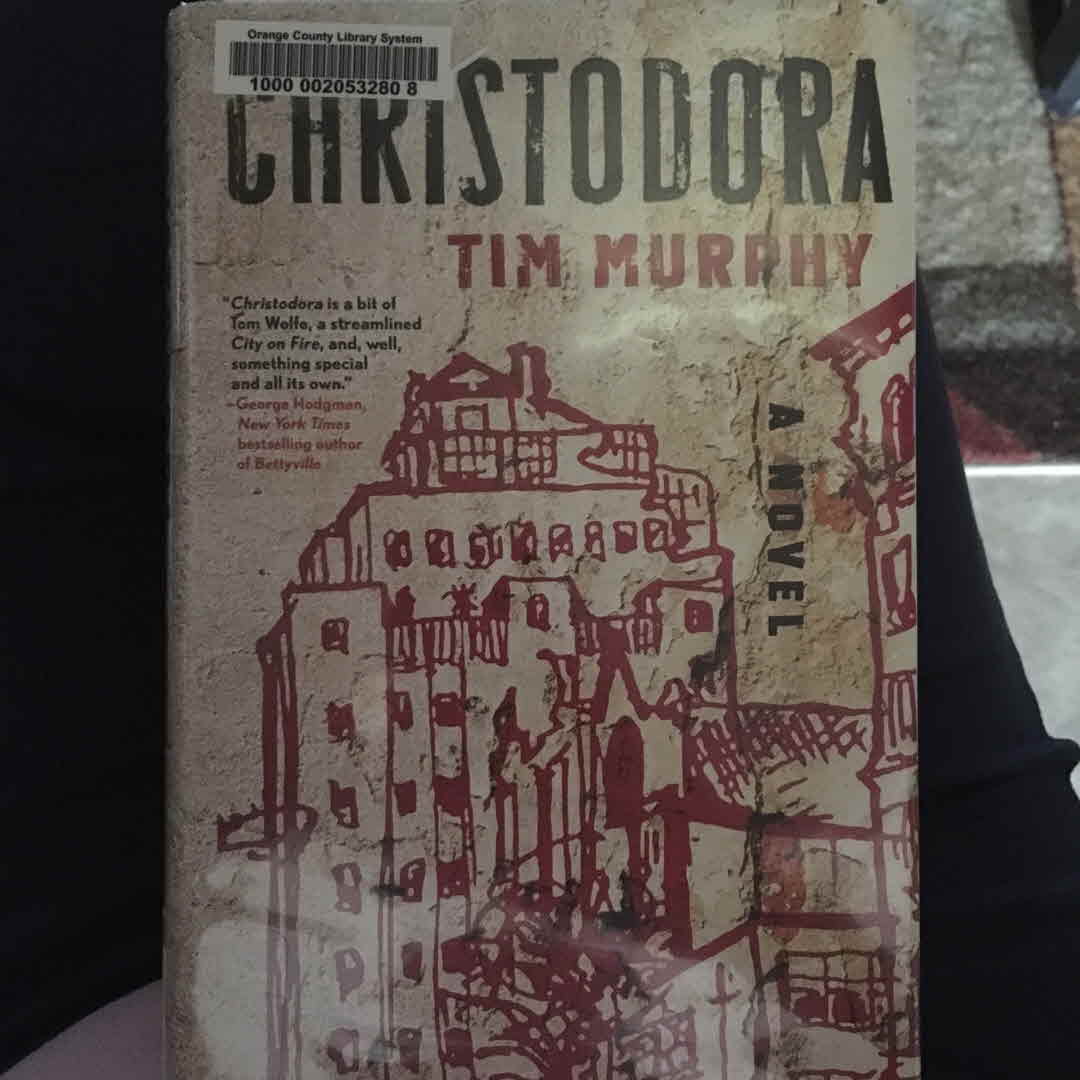 Orange County Library System
1000 002053280 8
CHRISTODORA
TIM MURPHY
"Christodora is a bit of
Tom Wolfe, a streamlined
City on Fire, and, well,
something special
and all its own."
–George Hodgman,
New York Times
bestselling author
of Bettyville
A NOVEL